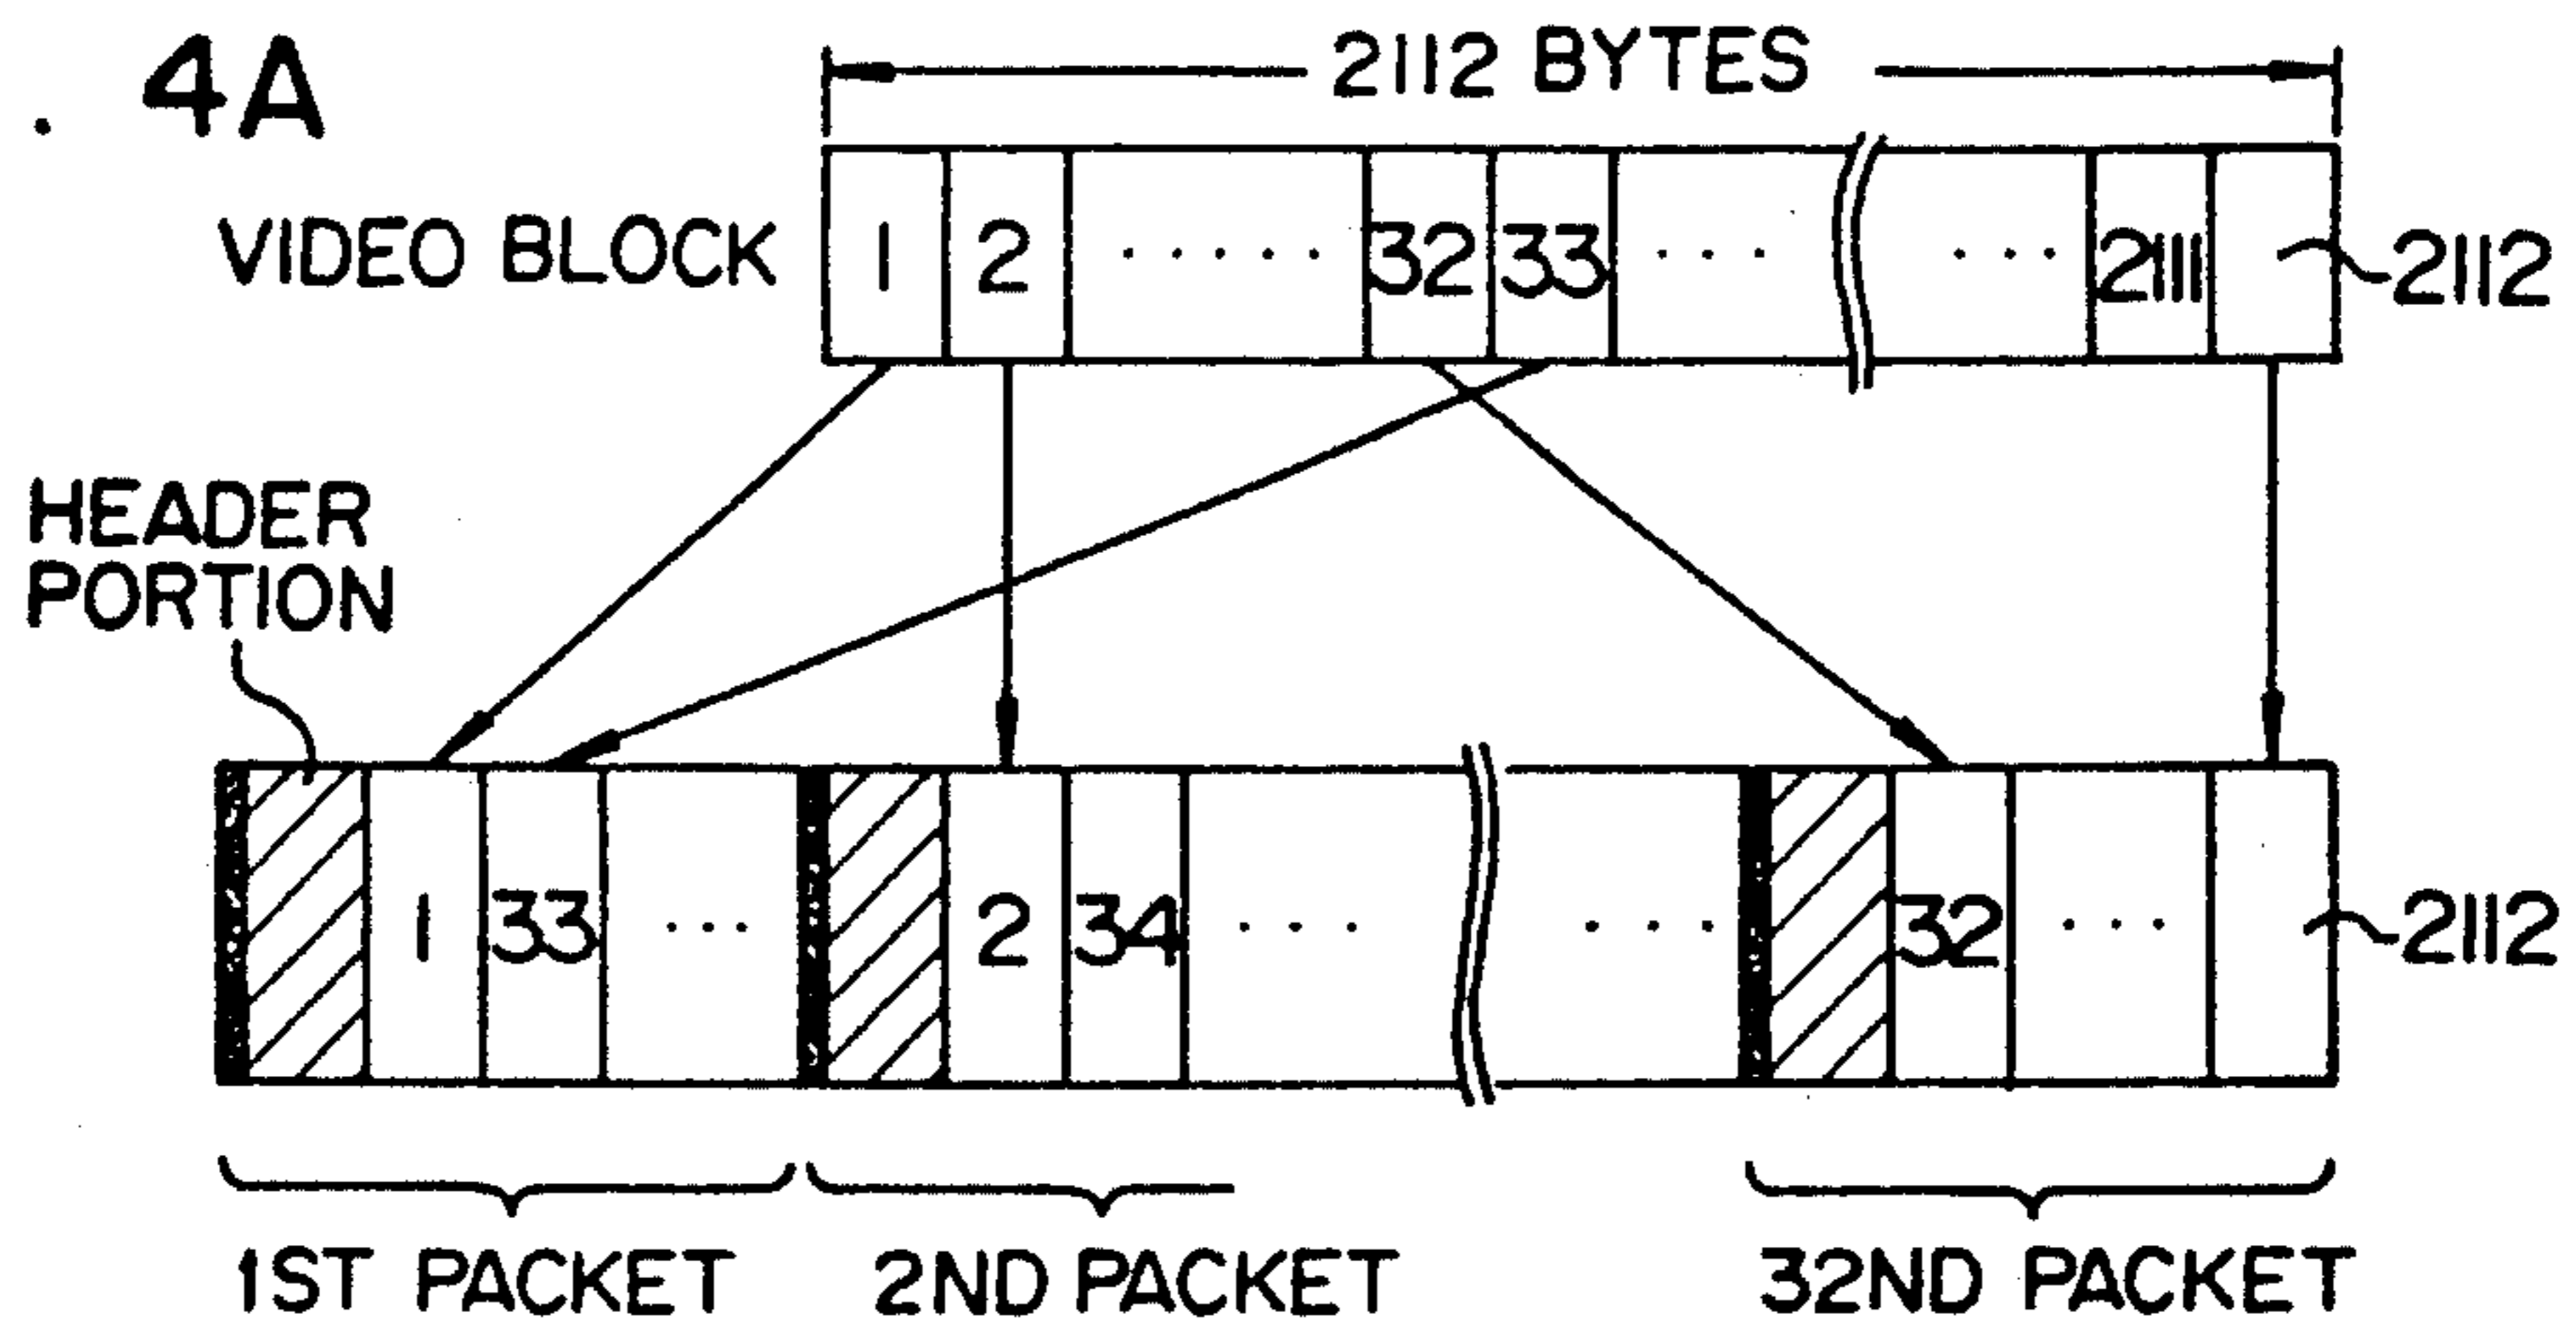 . 4A
2112 BYTES
VIDEO BLOCK 1 2 ..... 32 33 ... ... 2111 2112
HEADER
PORTION
1 33 ... 2 34 ... ... 32 ... 2112
1ST PACKET 2ND PACKET 32ND PACKET